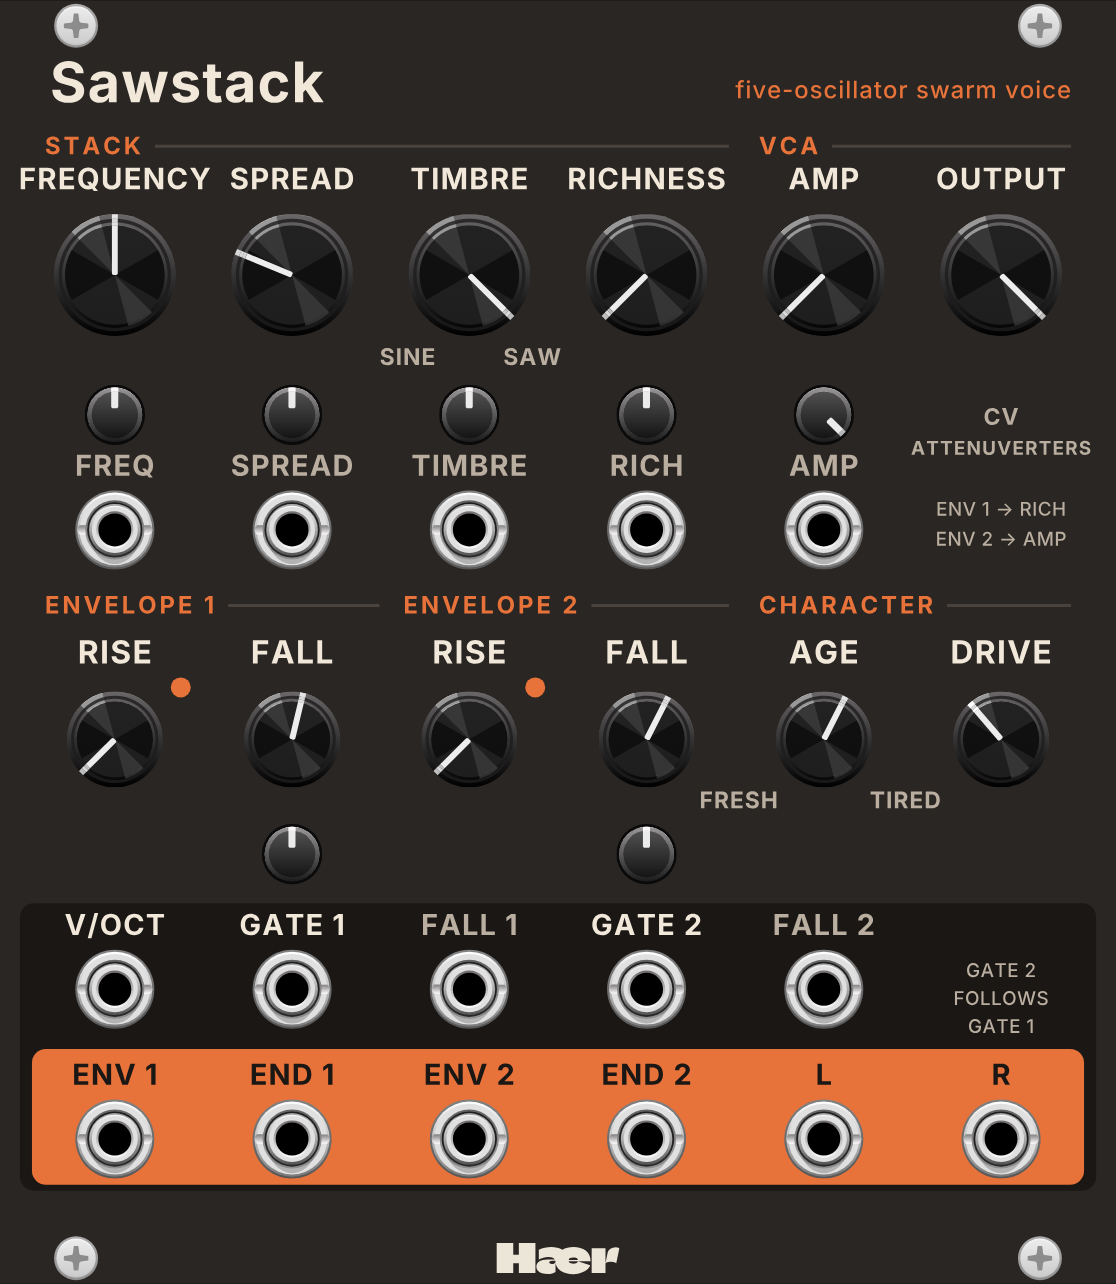 Sawstack
five-oscillator swarm voice
STACK
VCA
FREQUENCY SPREAD TIMBRE RICHNESS AMP OUTPUT
SINE SAW
CV
ATTENUVERTERS
FREQ SPREAD TIMBRE RICH AMP
ENV 1 → RICH
ENV 2 → AMP
ENVELOPE 1 ENVELOPE 2 CHARACTER
RISE FALL RISE FALL AGE DRIVE
FRESH TIRED
V/OCT GATE 1 FALL 1 GATE 2 FALL 2
GATE 2
FOLLOWS
GATE 1
ENV 1 END 1 ENV 2 END 2 L R
Hær